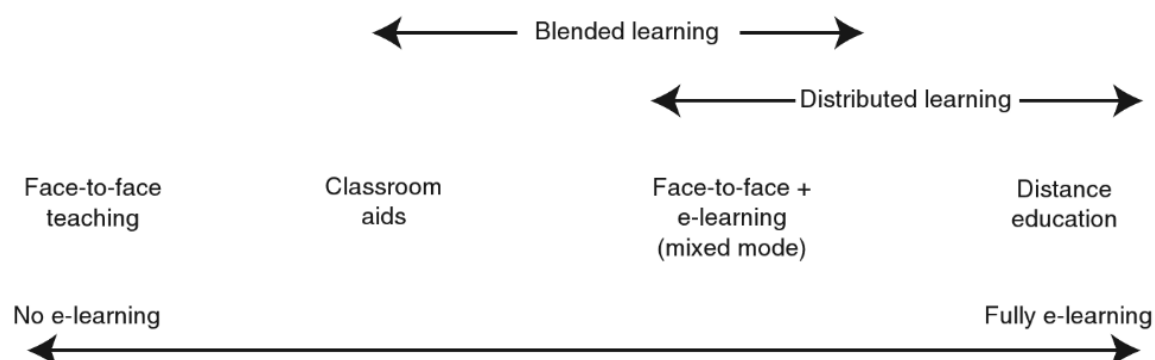 Blended learning
Distributed learning
Face-to-face
teaching
Classroom
aids
Face-to-face +
e-learning
(mixed mode)
Distance
education
No e-learning
Fully e-learning